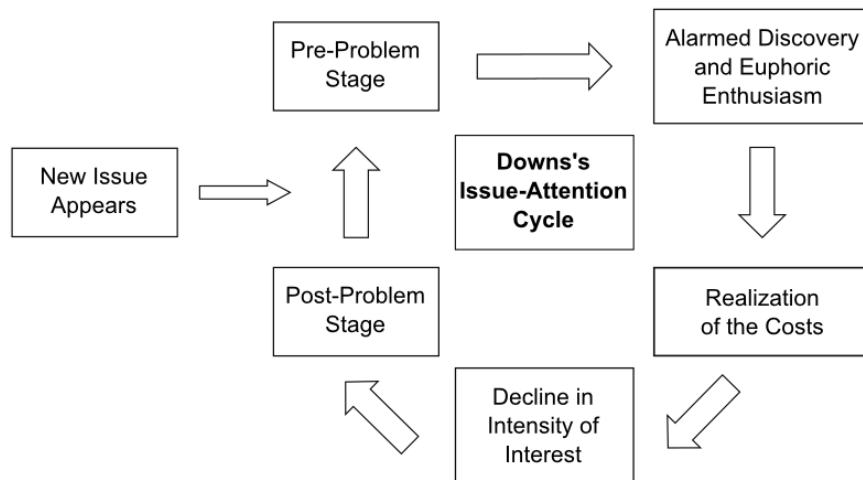 Pre-Problem
Stage
Alarmed Discovery
and Euphoric
Enthusiasm
New Issue
Appears
Downs's
Issue-Attention
Cycle
Post-Problem
Stage
Realization
of the Costs
Decline in
Intensity of
Interest